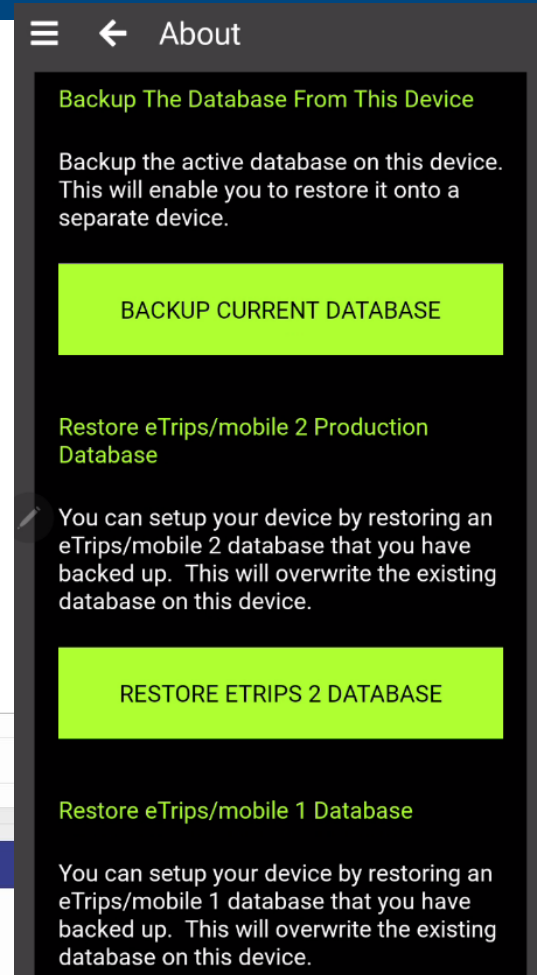 About
Backup The Database From This Device
Backup the active database on this device.
This will enable you to restore it onto a
separate device.
BACKUP CURRENT DATABASE
Restore eTrips/mobile 2 Production
Database
You can setup your device by restoring an
eTrips/mobile 2 database that you have
backed up.  This will overwrite the existing
database on this device.
RESTORE ETRIPS 2 DATABASE
Restore eTrips/mobile 1 Database
You can setup your device by restoring an
eTrips/mobile 1 database that you have
backed up.  This will overwrite the existing
database on this device.